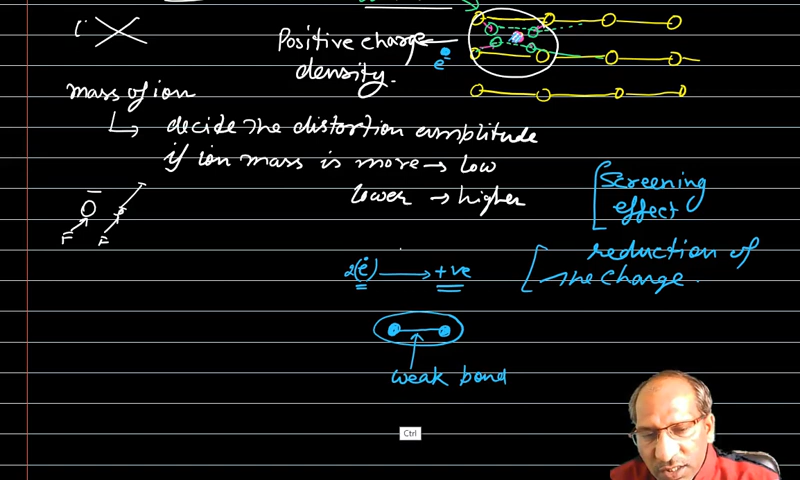 Positive charge
density.
e-
mass of ion
decide the distortion amplitude
if ion mass is more → low
lower → higher
F
F
Screening
effect
2(e) → +ve
reduction of
the charge.
weak bond
Ctrl